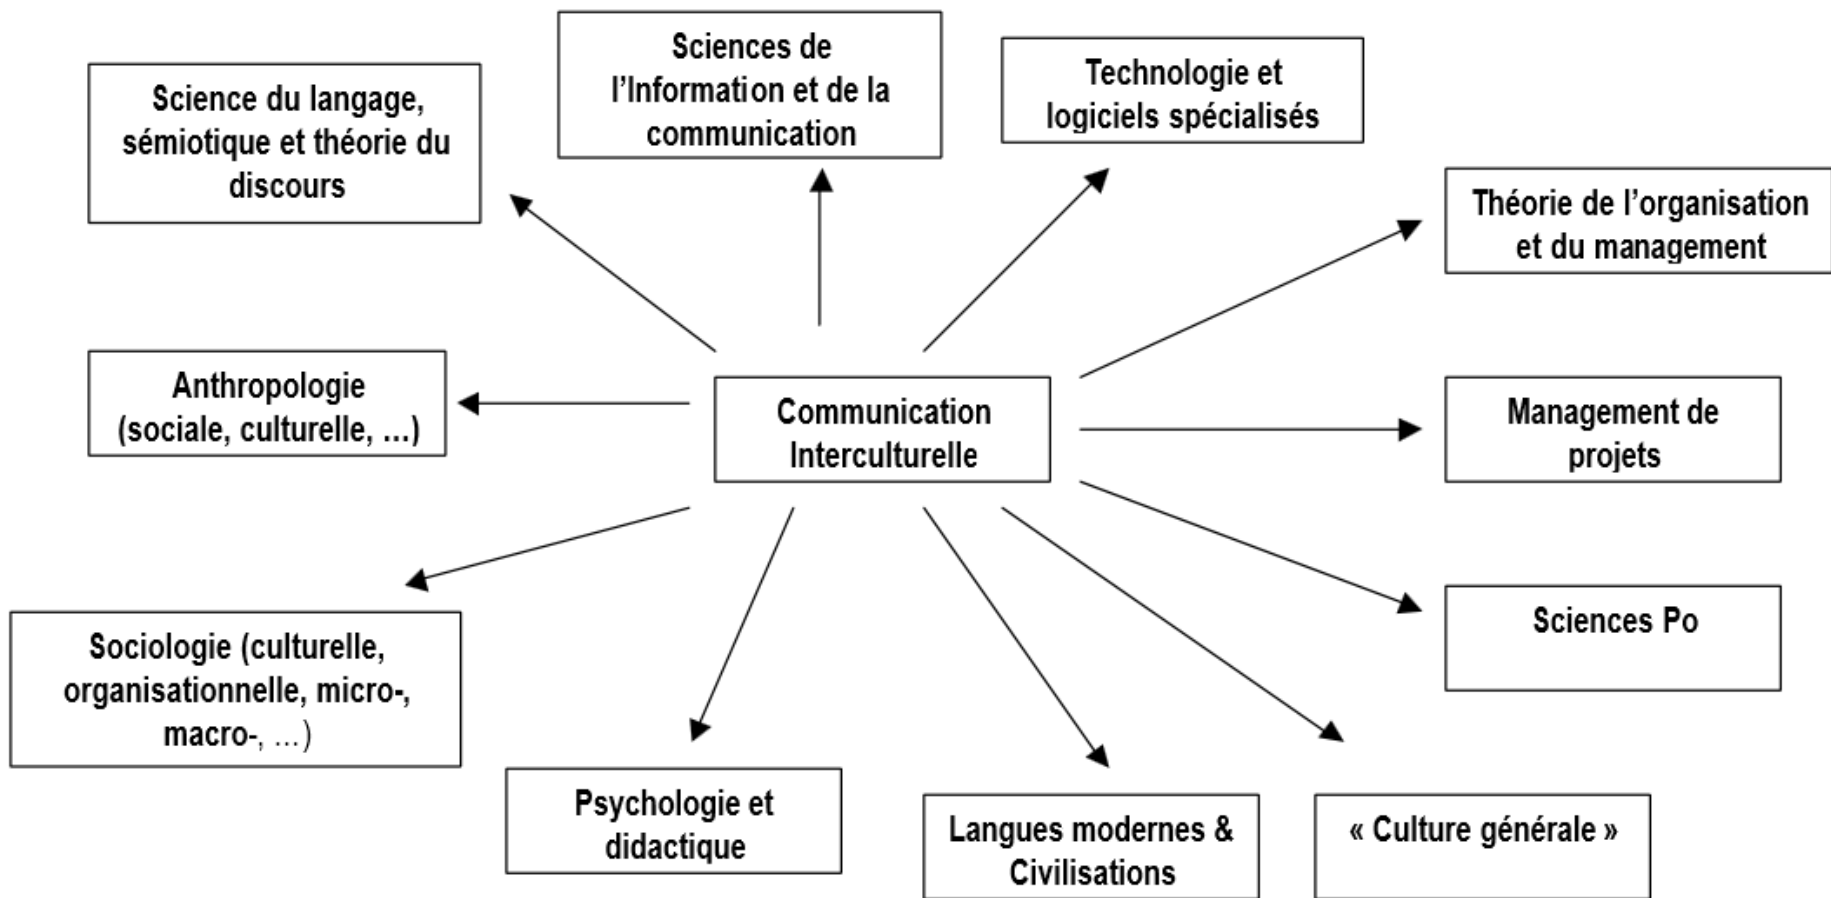 Sciences de
l'Information et de la
communication
Technologie et
logiciels spécialisés
Science du langage,
sémiotique et théorie du
discours
Théorie de l'organisation
et du management
Anthropologie
(sociale, culturelle, …)
Communication
Interculturelle
Management de
projets
Sociologie (culturelle,
organisationnelle, micro-,
macro-, …)
Sciences Po
Psychologie et
didactique
Langues modernes &
Civilisations
« Culture générale »